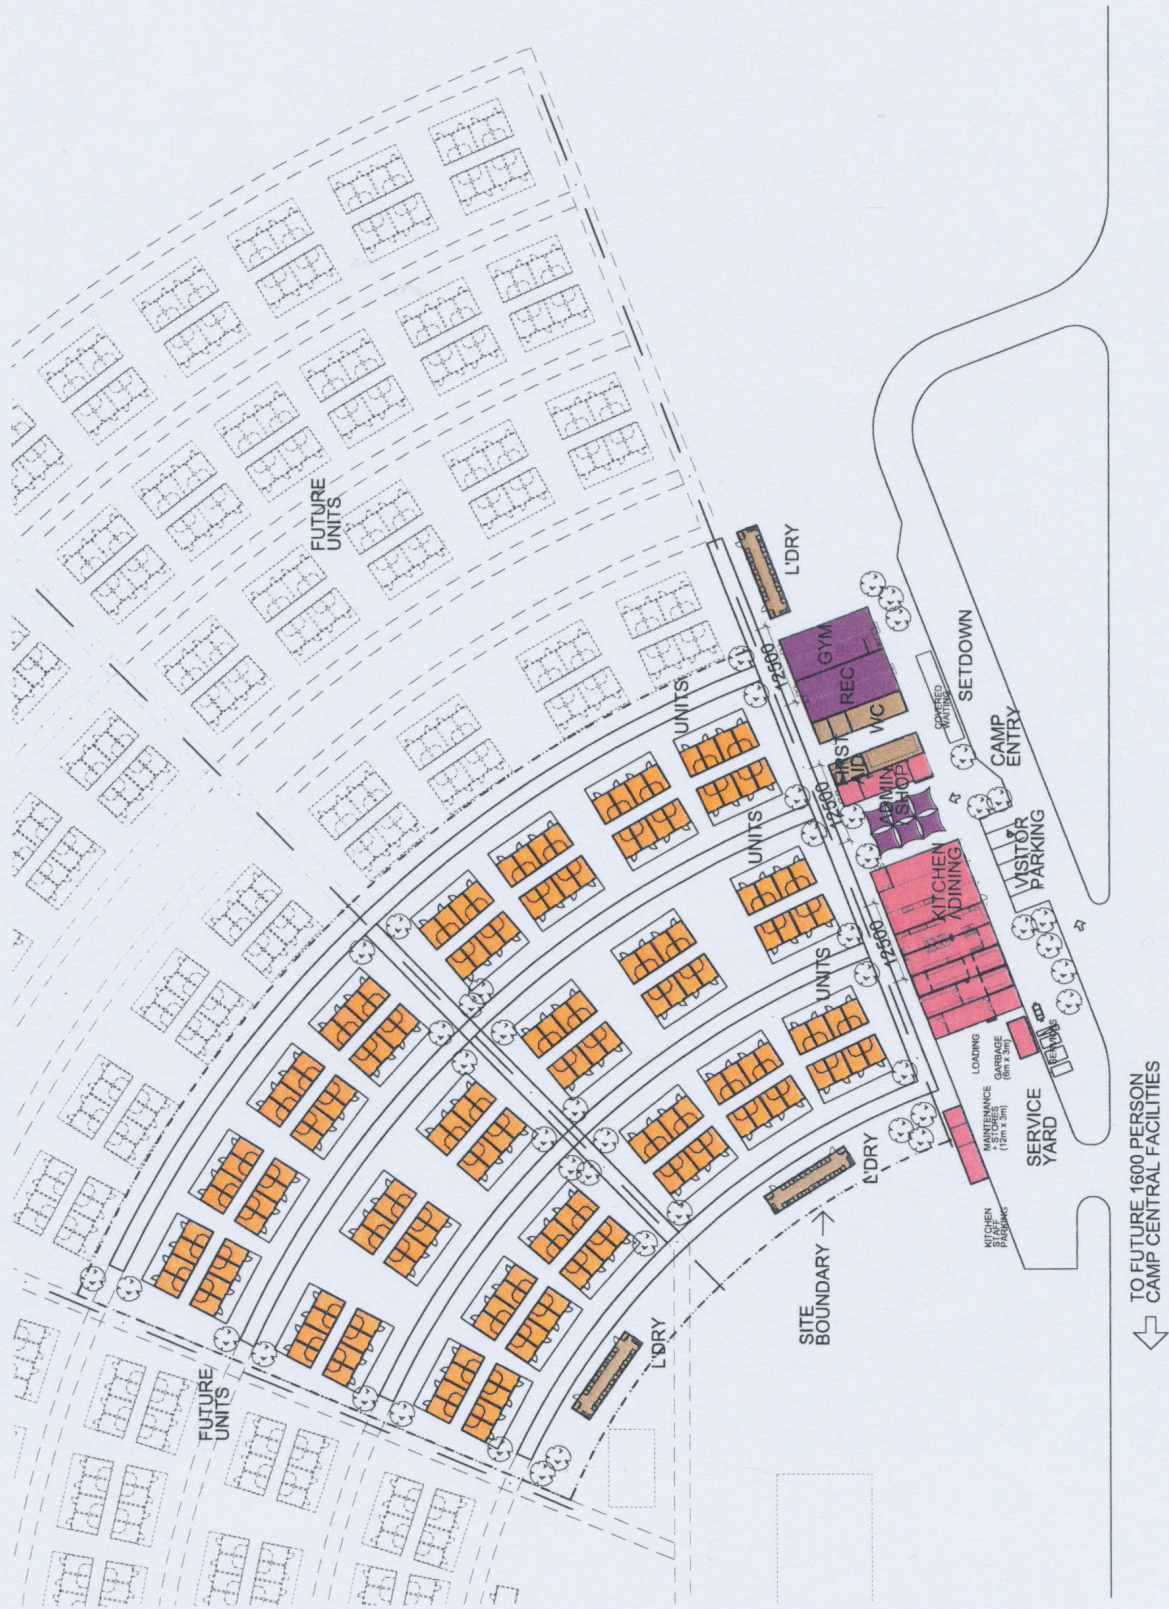 FUTURE
UNITS
FUTURE
UNITS
UNITS
UNITS
UNITS
L'DRY
L'DRY
L'DRY
12500
12500
12500
GYM
REC
WC
FIRST
AID
ADMIN
SHOP
KITCHEN
/DINING
COVERED
WAITING
SETDOWN
CAMP
ENTRY
VISITOR
PARKING
LOADING
GARBAGE
(6m x 3m)
SERVICES
MAINTENANCE
+ STORES
(12m x 3m)
SERVICE
YARD
KITCHEN
STAFF
PARKING
SITE
BOUNDARY
TO FUTURE 1600 PERSON
CAMP CENTRAL FACILITIES